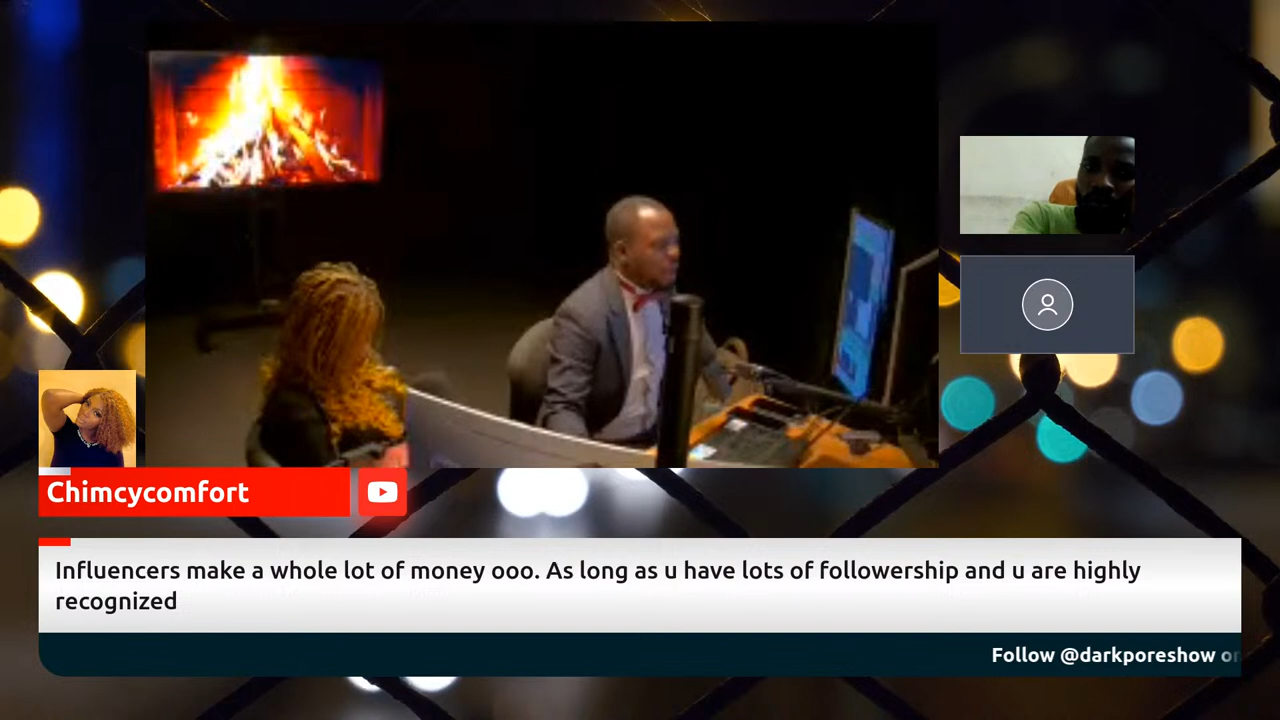 Chimcycomfort
Influencers make a whole lot of money ooo. As long as u have lots of followership and u are highly
recognized
Follow @darkporeshow